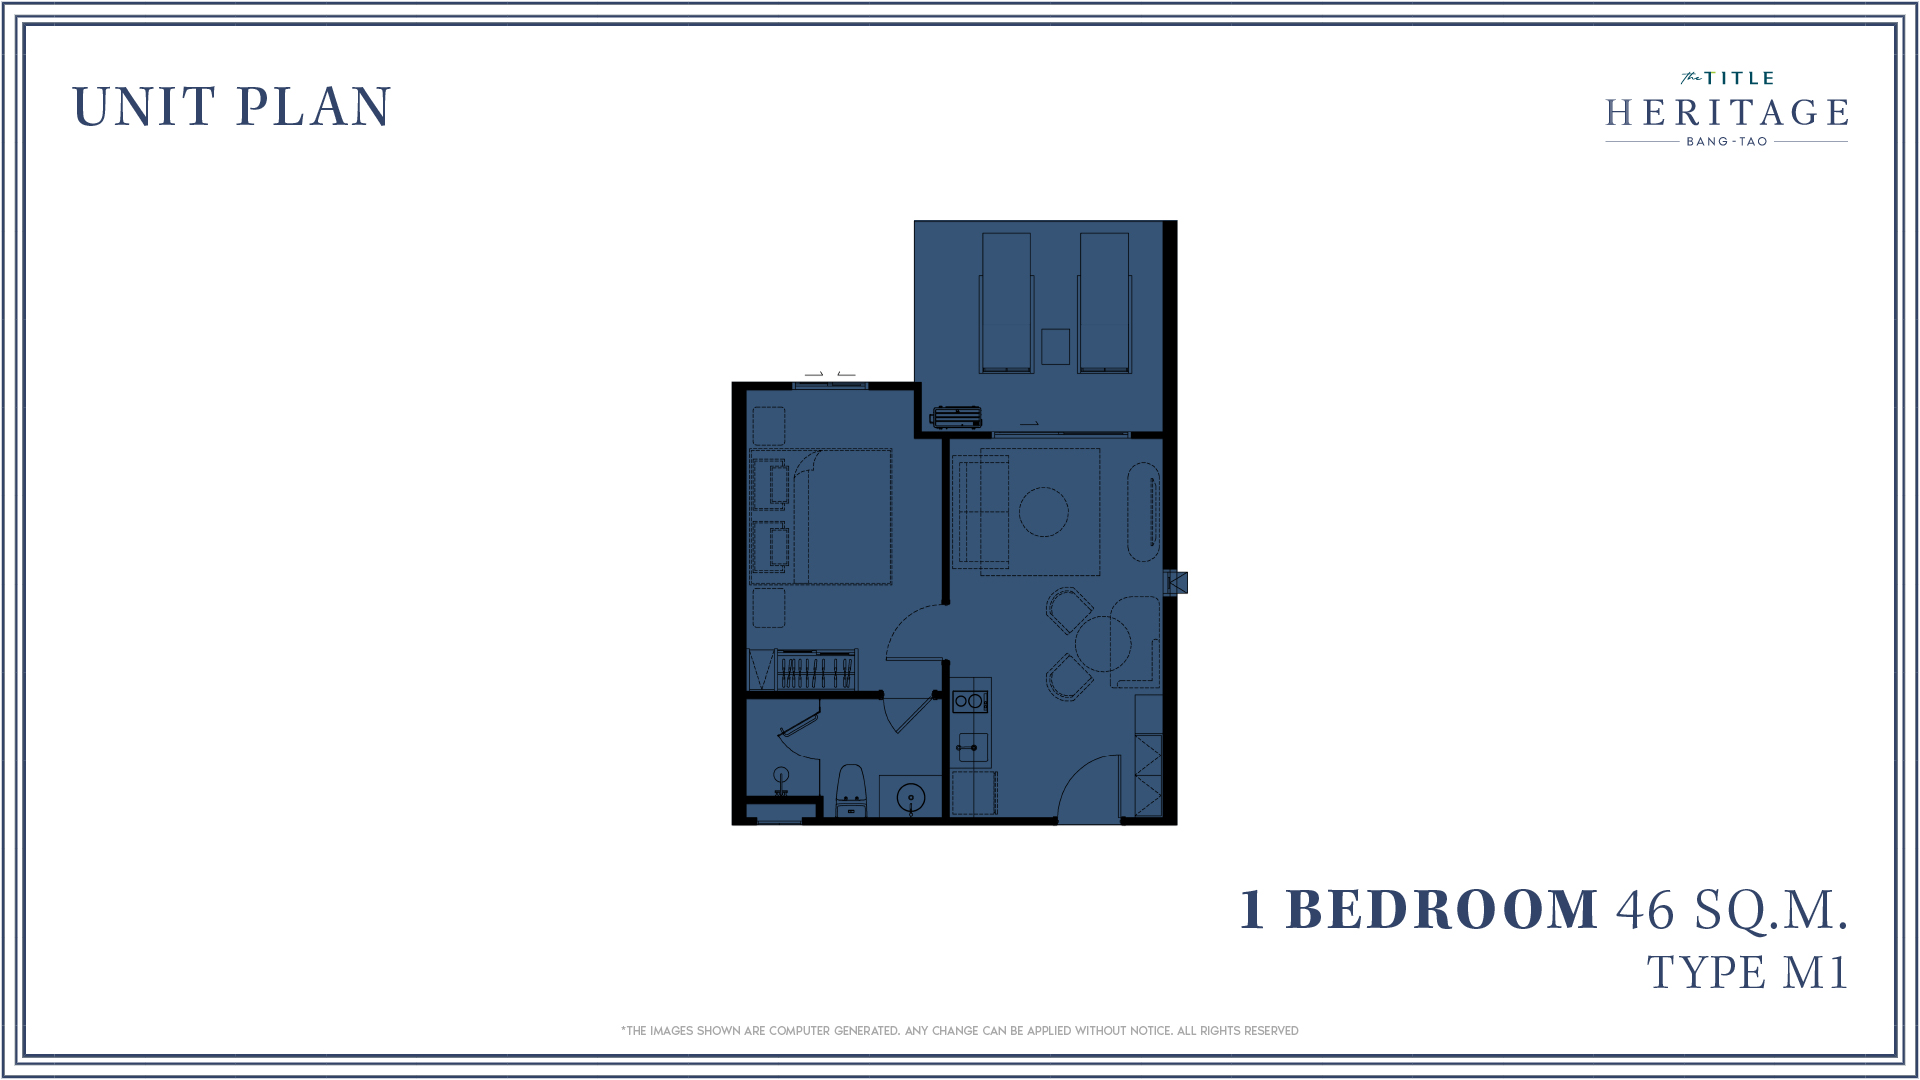 UNIT PLAN
the TITLE
HERITAGE
BANG-TAO
1 BEDROOM 46 SQ.M.
TYPE M1
*THE IMAGES SHOWN ARE COMPUTER GENERATED. ANY CHANGE CAN BE APPLIED WITHOUT NOTICE. ALL RIGHTS RESERVED